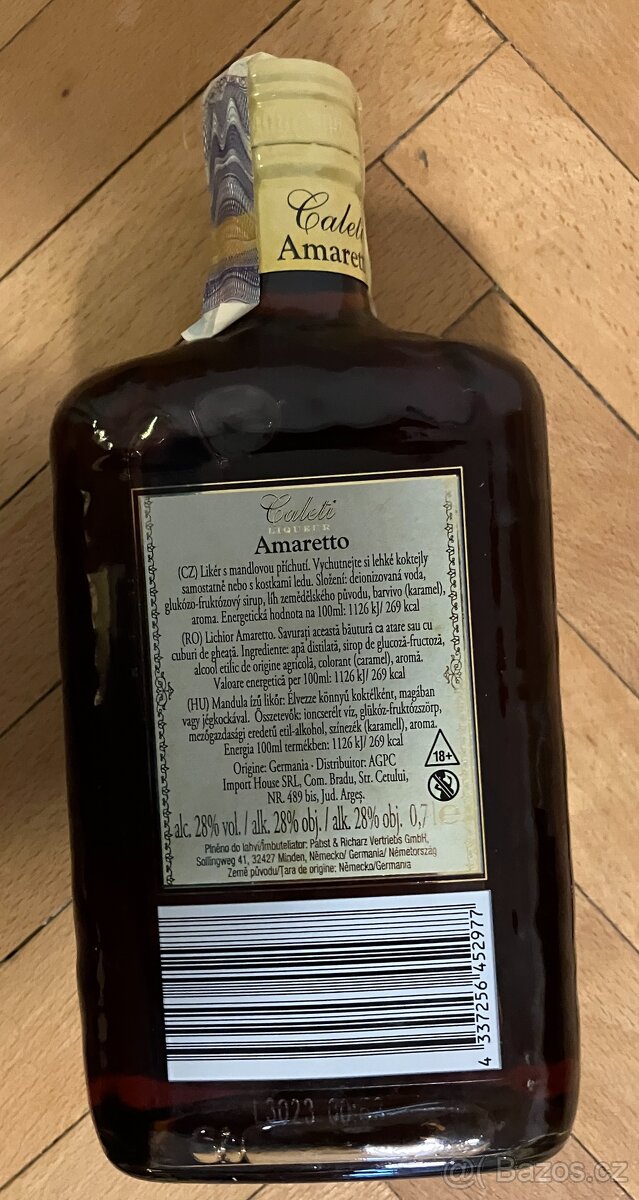 Caleti
Amaretto
Caleti
LIQUEUR
Amaretto
(CZ) Likér s mandlovou příchutí. Vychutnejte si lehké koktejly
samostatně nebo s kostkami ledu. Složení: deionizovaná voda,
glukózo-fruktózový sirup, líh zemědělského původu, barvivo (karamel),
aroma. Energetická hodnota na 100ml: 1126 kJ/ 269 kcal
(RO) Lichior Amaretto. Savurați această băutură ca atare sau cu
cuburi de gheață. Ingrediente: apă distilată, sirop de glucoză-fructoză,
alcool etilic de origine agricolă, colorant (caramel), aromă.
Valoare energetică per 100ml: 1126 kJ/ 269 kcal
(HU) Mandula ízű likőr: Élvezze könnyű koktélként, magában
vagy jégkockával. Összetevők: ioncserélt víz, glükóz-fruktózszörp,
mezőgazdasági eredetű etil-alkohol, színezék (karamell), aroma.
Energia 100ml termékben: 1126 kJ/ 269 kcal
Origine: Germania - Distribuitor: AGPC
Import House SRL, Com. Bradu, Str. Cetului,
NR. 489 bis, Jud. Argeș.
18+
alc. 28% vol. / alk. 28% obj. / alk. 28% obj. 0,7 l e
Plněno do lahví/Imbuteliator: Pabst & Richarz Vertriebs GmbH,
Sollingweg 41, 32427 Minden, Německo/ Germania/ Németország
Země původu/Țara de origine: Německo/Germania
4 337256 452977
L3023
Bazos.cz